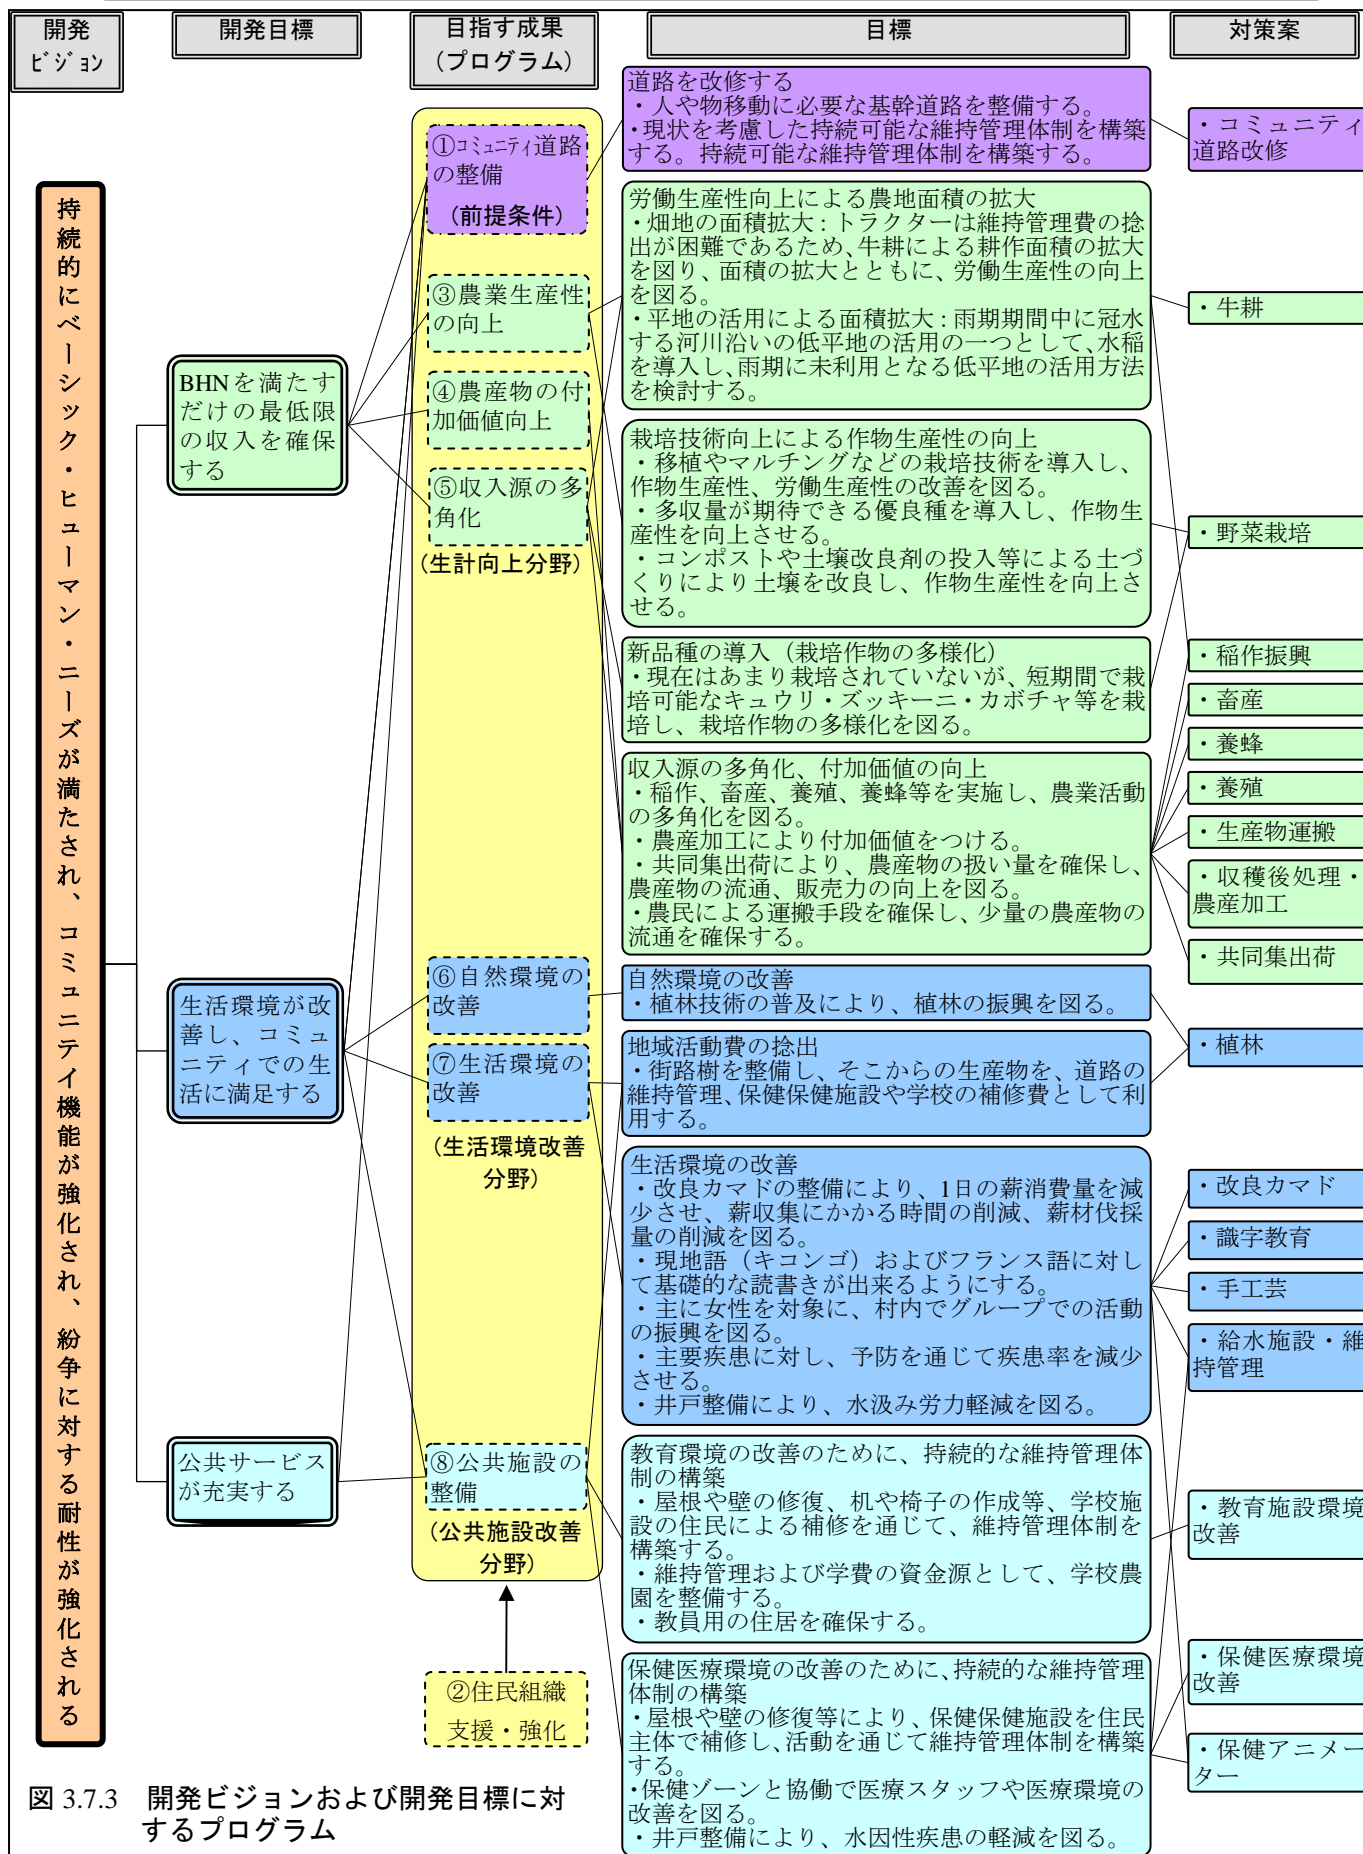 開発
ビジョン
開発目標
目指す成果
(プログラム)
目標
対策案
持続的にベーシック・ヒューマン・ニーズが満たされ、コミュニテイ機能が強化され、紛争に対する耐性が強化される
BHNを満たす
だけの最低限
の収入を確保
する
生活環境が改
善し、コミュ
ニティでの生
活に満足する
公共サービス
が充実する
①コミュニティ道路
の整備
(前提条件)
③農業生産性
の向上
④農産物の付
加価値向上
⑤収入源の多
角化
(生計向上分野)
⑥自然環境の
改善
⑦生活環境の
改善
(生活環境改善
分野)
⑧公共施設の
整備
(公共施設改善
分野)
②住民組織
支援・強化
道路を改修する
・人や物移動に必要な基幹道路を整備する。
・現状を考慮した持続可能な維持管理体制を構築
する。持続可能な維持管理体制を構築する。
労働生産性向上による農地面積の拡大
・畑地の面積拡大：トラクターは維持管理費の捻
出が困難であるため、牛耕による耕作面積の拡大
を図り、面積の拡大とともに、労働生産性の向上
を図る。
・平地の活用による面積拡大：雨期期間中に冠水
する河川沿いの低平地の活用の一つとして、水稲
を導入し、雨期に未利用となる低平地の活用方法
を検討する。
栽培技術向上による作物生産性の向上
・移植やマルチングなどの栽培技術を導入し、
作物生産性、労働生産性の改善を図る。
・多収量が期待できる優良種を導入し、作物生
産性を向上させる。
・コンポストや土壌改良剤の投入等による土づ
くりにより土壌を改良し、作物生産性を向上さ
せる。
新品種の導入（栽培作物の多様化）
・現在はあまり栽培されていないが、短期間で栽
培可能なキュウリ・ズッキーニ・カボチャ等を栽
培し、栽培作物の多様化を図る。
収入源の多角化、付加価値の向上
・稲作、畜産、養殖、養蜂等を実施し、農業活動
の多角化を図る。
・農産加工により付加価値をつける。
・共同集出荷により、農産物の扱い量を確保し、
農産物の流通、販売力の向上を図る。
・農民による運搬手段を確保し、少量の農産物の
流通を確保する。
自然環境の改善
・植林技術の普及により、植林の振興を図る。
地域活動費の捻出
・街路樹を整備し、そこからの生産物を、道路の
維持管理、保健保健施設や学校の補修費として利
用する。
生活環境の改善
・改良カマドの整備により、1日の薪消費量を減
少させ、薪収集にかかる時間の削減、薪材伐採
量の削減を図る。
・現地語（キコンゴ）およびフランス語に対し
て基礎的な読書きが出来るようにする。
・主に女性を対象に、村内でグループでの活動
の振興を図る。
・主要疾患に対し、予防を通じて疾患率を減少
させる。
・井戸整備により、水汲み労力軽減を図る。
教育環境の改善のために、持続的な維持管理体
制の構築
・屋根や壁の修復、机や椅子の作成等、学校施
設の住民による補修を通じて、維持管理体制を
構築する。
・維持管理および学費の資金源として、学校農
園を整備する。
・教員用の住居を確保する。
保健医療環境の改善のために、持続的な維持管理
体制の構築
・屋根や壁の修復等により、保健保健施設を住民
主体で補修し、活動を通じて維持管理体制を構築
する。
・保健ゾーンと協働で医療スタッフや医療環境の
改善を図る。
・井戸整備により、水因性疾患の軽減を図る。
・コミュニティ
道路改修
・牛耕
・野菜栽培
・稲作振興
・畜産
・養蜂
・養殖
・生産物運搬
・収穫後処理・
農産加工
・共同集出荷
・植林
・改良カマド
・識字教育
・手工芸
・給水施設・維
持管理
・教育施設環境
改善
・保健医療環境
改善
・保健アニメー
ター
図 3.7.3 開発ビジョンおよび開発目標に対
するプログラム